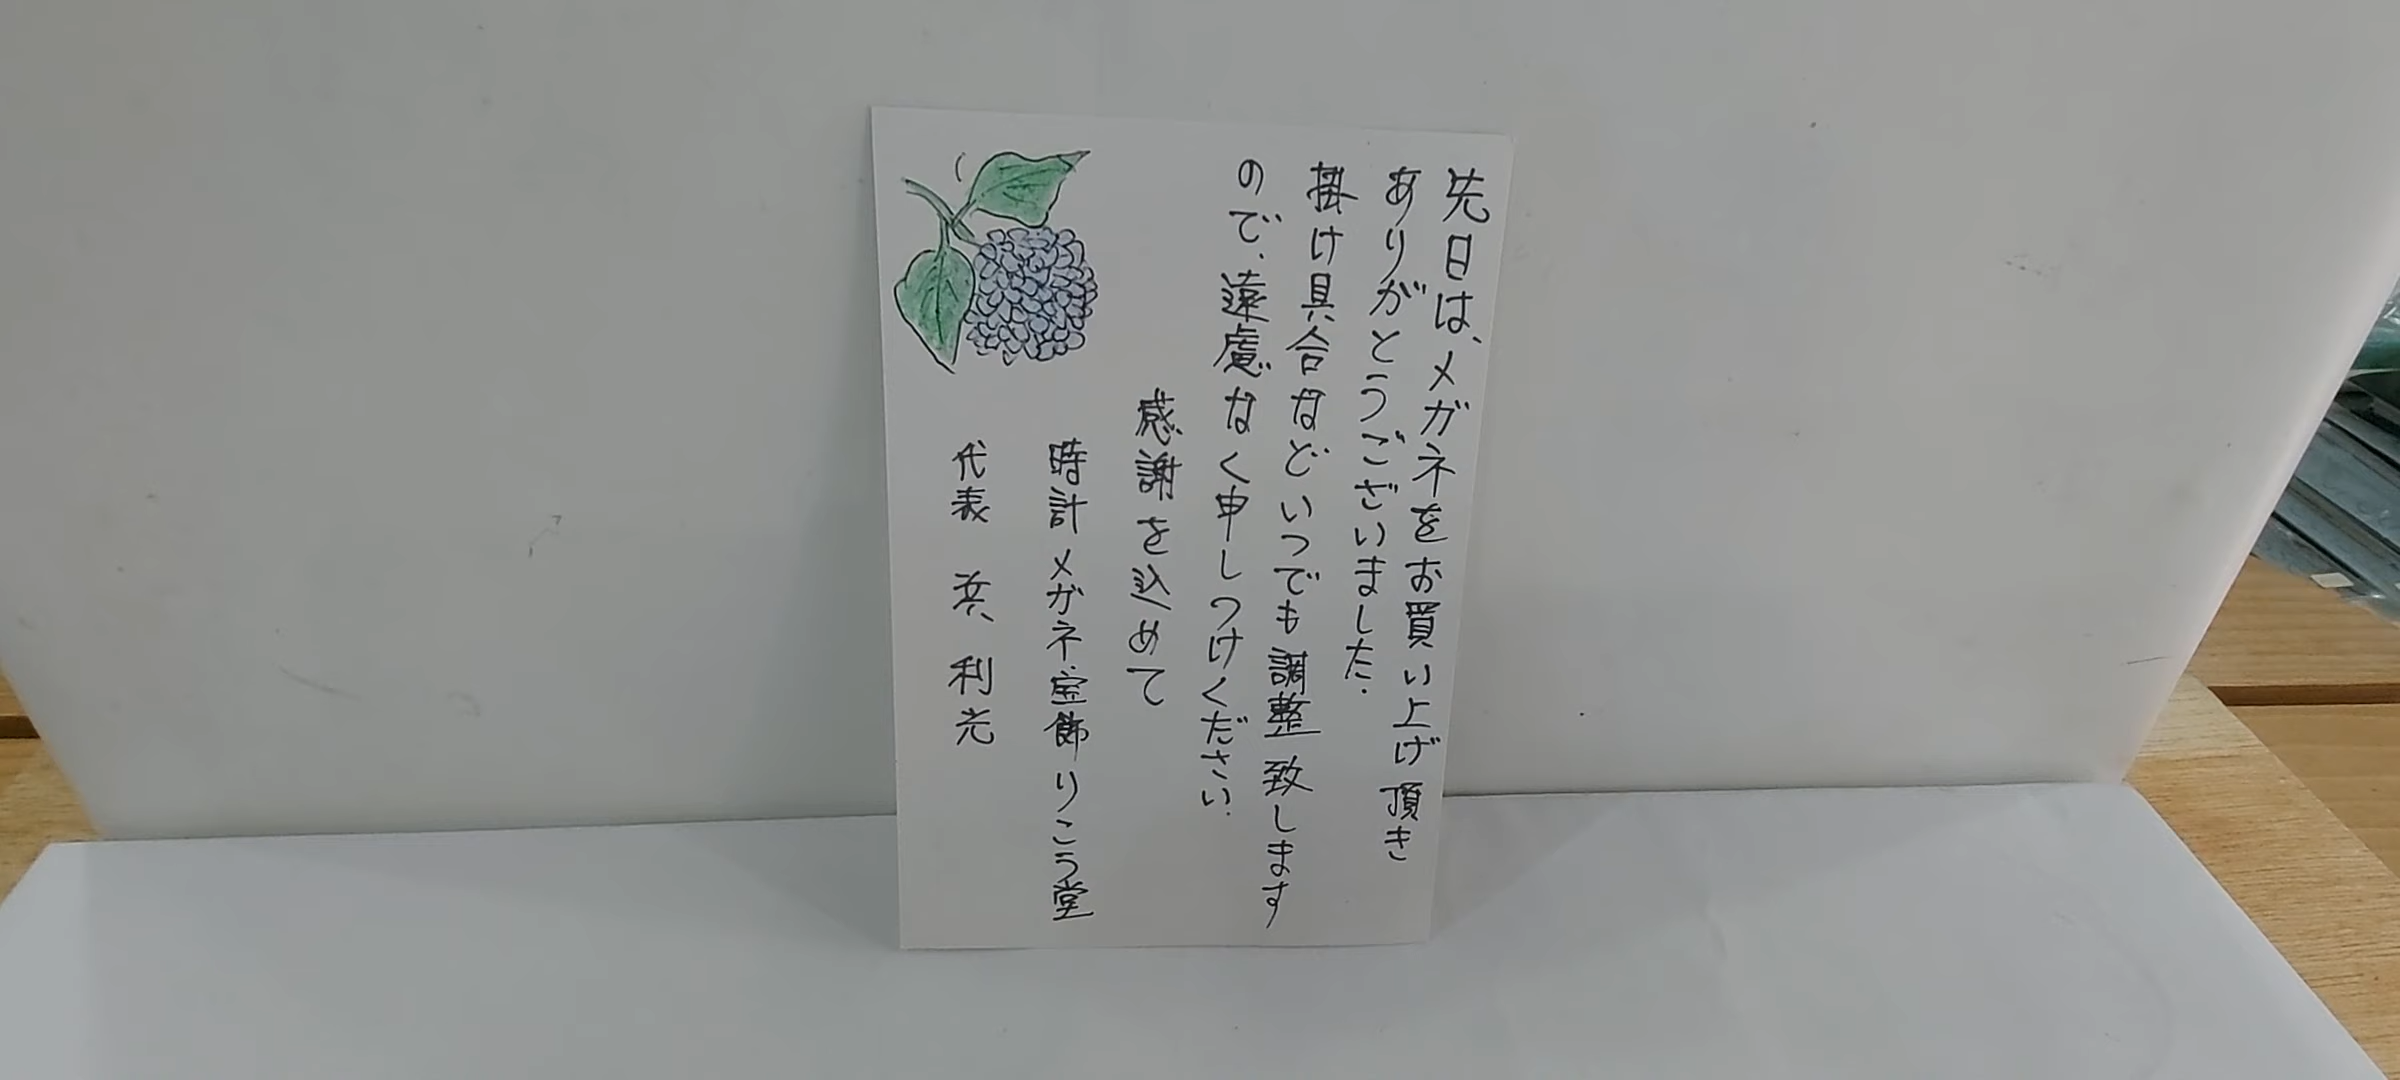 先日は、メガネをお買い上げ頂き
ありがとうございました.
掛け具合などいつでも調整致します
ので、遠慮なく申しつけください.
感謝を込めて
時計メガネ宝飾りこう堂
代表 浜 利光